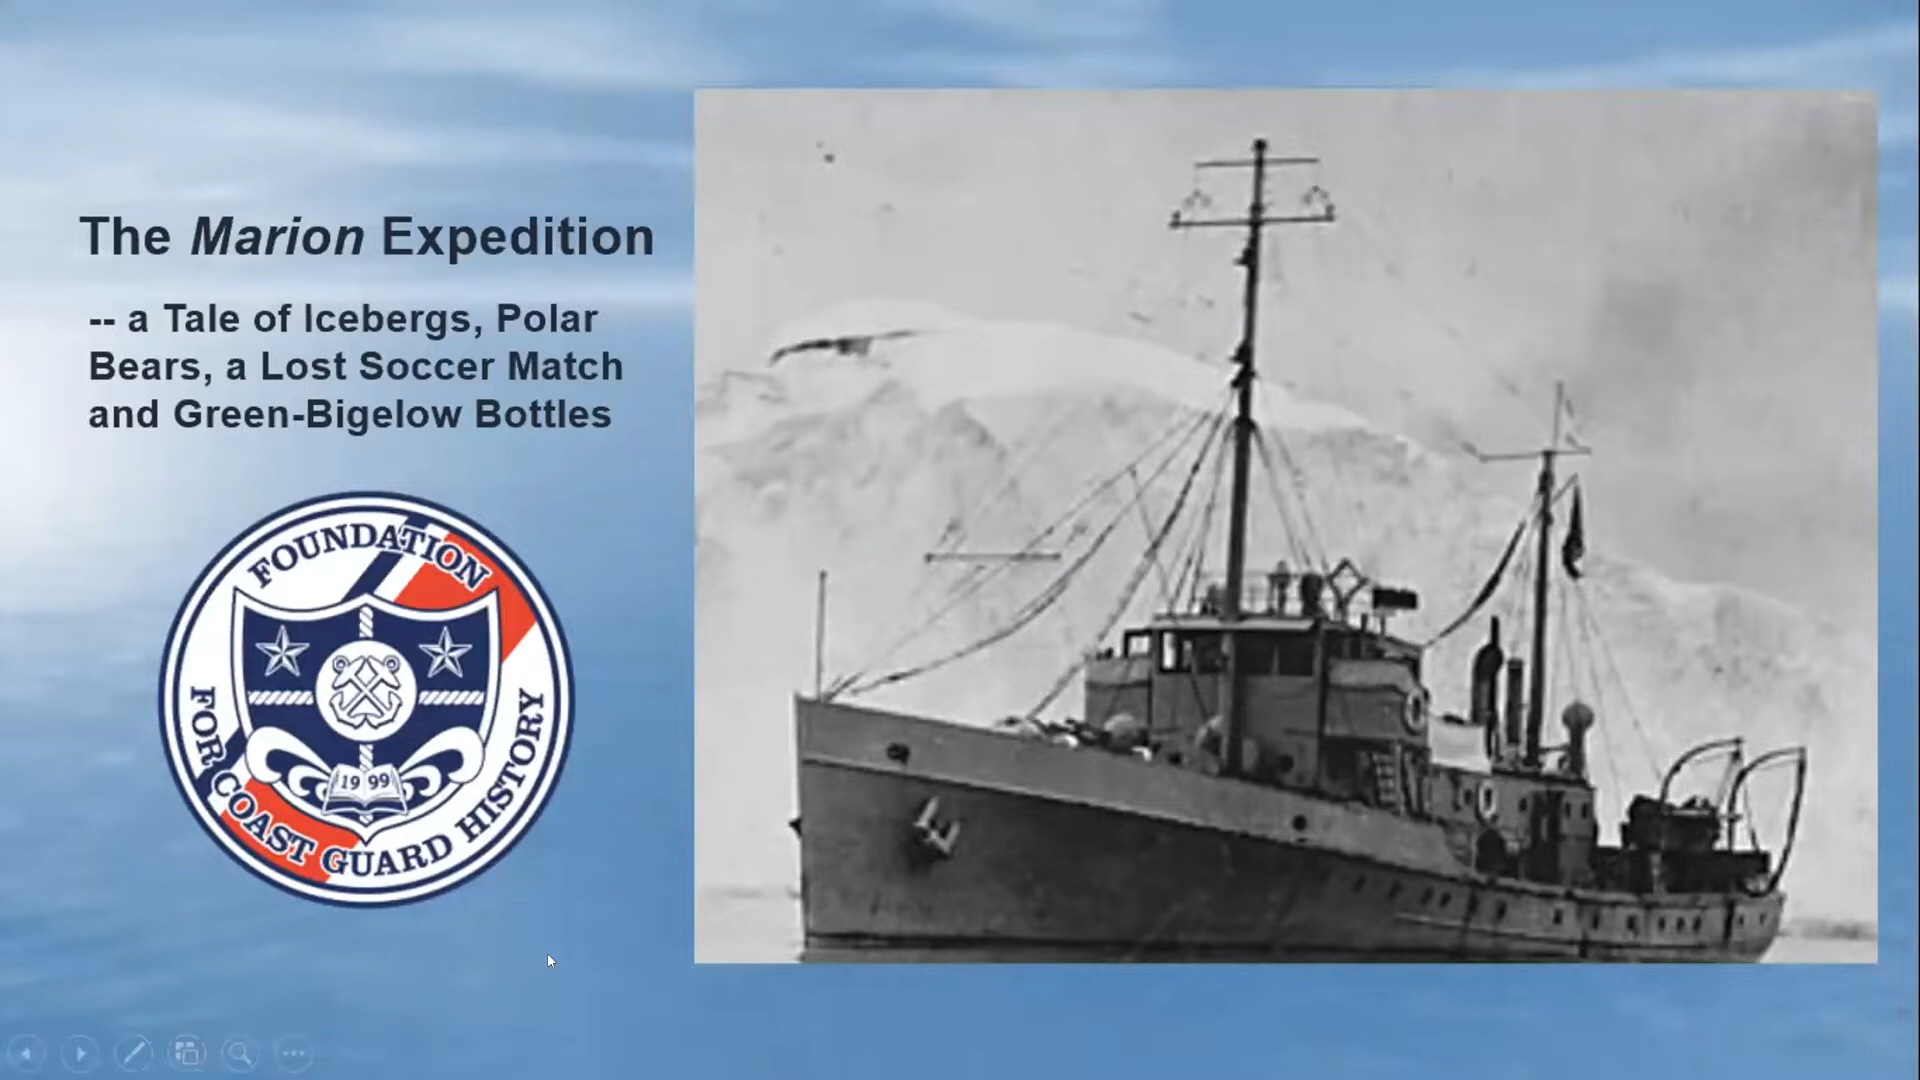 The Marion Expedition
-- a Tale of Icebergs, Polar
Bears, a Lost Soccer Match
and Green-Bigelow Bottles
FOUNDATION
FOR COAST GUARD HISTORY
1999